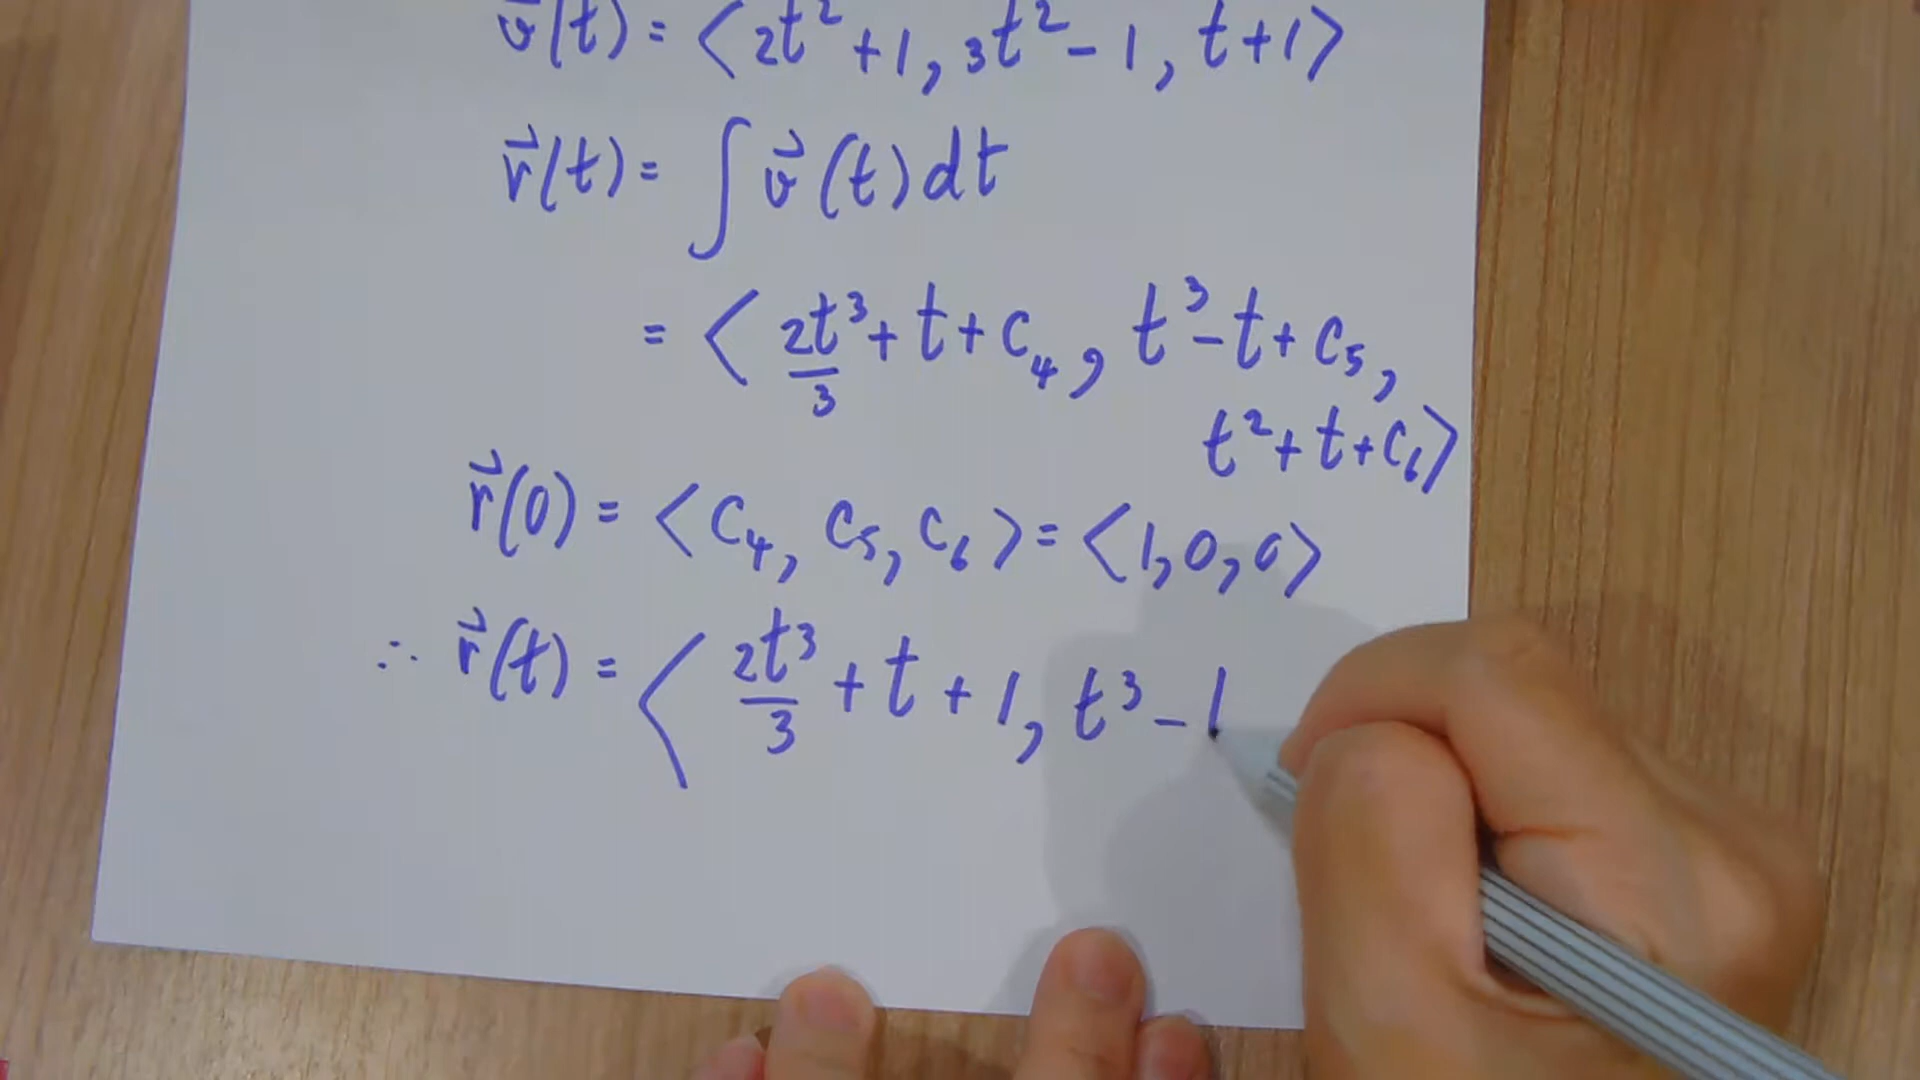 v⃗(t) = ⟨2t² + 1, 3t² - 1, t + 1⟩
r⃗(t) = ∫ v⃗(t) dt
= ⟨ 2t³/3 + t + C₄, t³ - t + C₅,
t² + t + C₆⟩
r⃗(0) = ⟨C₄, C₅, C₆⟩ = ⟨1, 0, 0⟩
∴ r⃗(t) = ⟨ 2t³/3 + t + 1, t³ - l